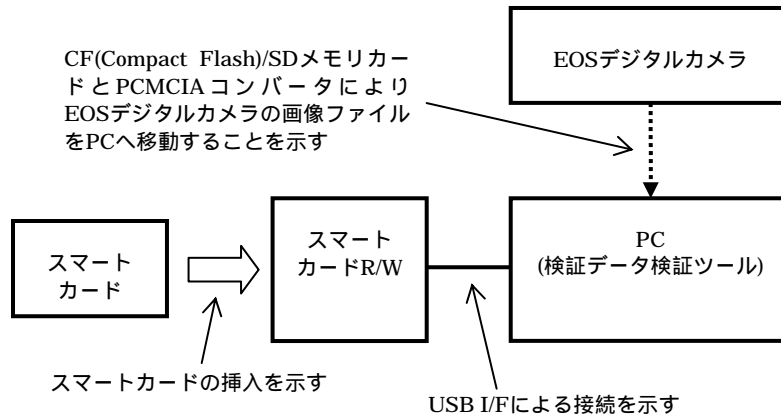 CF(Compact Flash)/SDメモリカー
ドとPCMCIAコンバータにより
EOSデジタルカメラの画像ファイル
をPCへ移動することを示す
EOSデジタルカメラ
スマート
カード
スマート
カードR/W
PC
(検証データ検証ツール)
スマートカードの挿入を示す
USB I/Fによる接続を示す